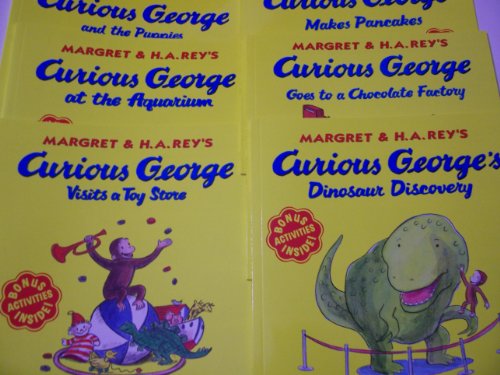 Curious George
and the Puppies
Curious George
Makes Pancakes
MARGRET & H.A.REY'S
Curious George
at the Aquarium
MARGRET & H.A.REY'S
Curious George
Goes to a Chocolate Factory
MARGRET & H.A.REY'S
Curious George
Visits a Toy Store
BONUS
ACTIVITIES
INSIDE!
MARGRET & H.A.REY'S
Curious George's
Dinosaur Discovery
BONUS
ACTIVITIES
INSIDE!